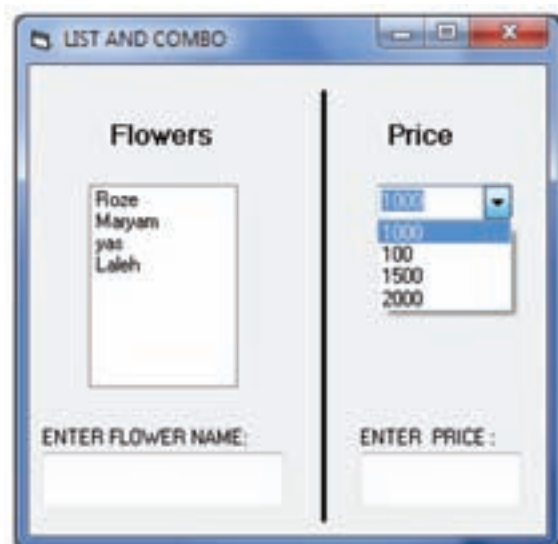 LIST AND COMBO
Flowers
Roze
Maryam
yas
Laleh
ENTER FLOWER NAME:
Price
1000
1000
100
1500
2000
ENTER PRICE :